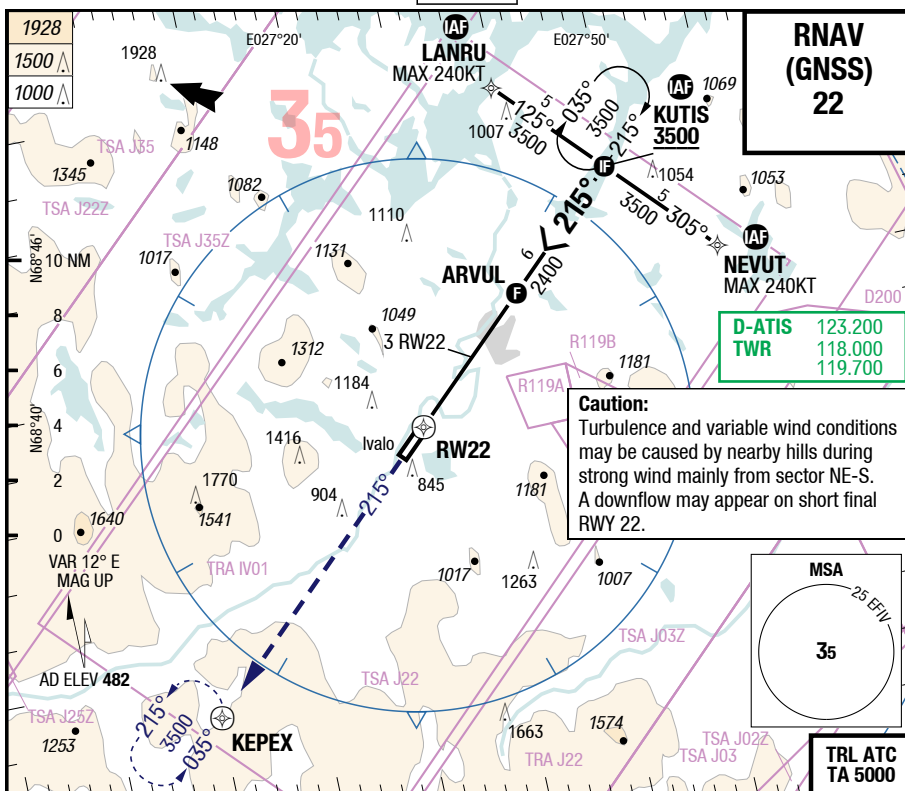 1928
1500
1000
1928
E027°20'
IAF
LANRU
MAX 240KT
E027°50'
IAF
KUTIS
3500
1069
RNAV
(GNSS)
22
35
TSA J35
1148
1345
TSA J22Z
1007
125°
5
3500
035°
3500
215°
IF
1054
1053
1082
TSA J35Z
1110
1131
1017
N68°46'
10 NM
215°
6
2400
5
3500
305°
IAF
NEVUT
MAX 240KT
ARVUL
F
D200
8
1049
3 RW22
1312
6
1184
R119B
1181
R119A
D-ATIS 123.200
TWR 118.000
119.700
Caution:
Turbulence and variable wind conditions
may be caused by nearby hills during
strong wind mainly from sector NE-S.
A downflow may appear on short final
RWY 22.
N68°40'
4
1416
Ivalo
RW22
2
845
1770
904
1181
1541
215°
1640
0
VAR 12° E
MAG UP
TRA IV01
1017
1263
1007
MSA
25 EFIV
35
AD ELEV 482
TSA J03Z
TSA J22
TSA J25Z
1253
215°
3500
035°
KEPEX
1663
1574
TRA J22
TSA J02Z
TSA J03
TRL ATC
TA 5000